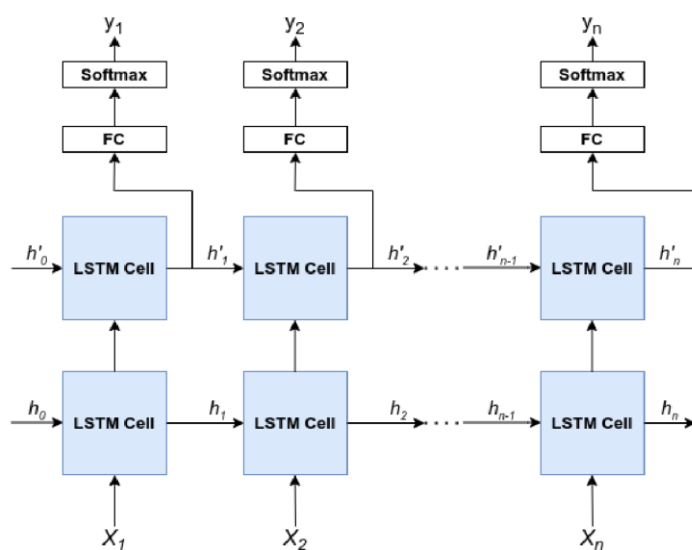 y₁ y₂ yₙ
Softmax Softmax Softmax
FC FC FC
h'₀ LSTM Cell h'₁ LSTM Cell h'₂ ···· h'ₙ₋₁ LSTM Cell h'ₙ
h₀ LSTM Cell h₁ LSTM Cell h₂ ···· hₙ₋₁ LSTM Cell hₙ
X₁ X₂ Xₙ